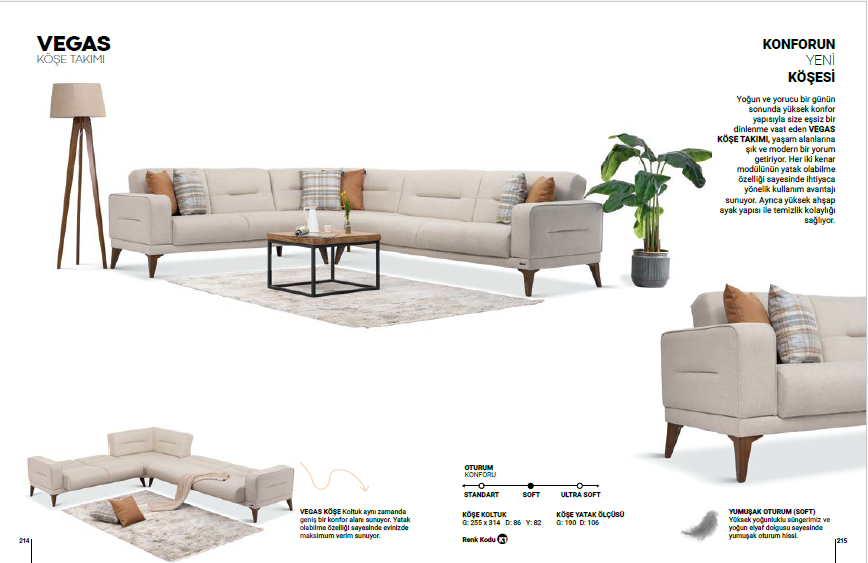 VEGAS
KÖŞE TAKIMI
KONFORUN
YENİ
KÖŞESİ
Yoğun ve yorucu bir günün
sonunda yüksek konfor
yapısıyla size eşsiz bir
dinlenme vaat eden VEGAS
KÖŞE TAKIMI, yaşam alanlarına
şık ve modern bir yorum
getiriyor. Her iki kenar
modülünün yatak olabilme
özelliği sayesinde ihtiyaca
yönelik kullanım avantajı
sunuyor. Ayrıca yüksek ahşap
ayak yapısı ile temizlik kolaylığı
sağlıyor.
VEGAS KÖŞE Koltuk aynı zamanda
geniş bir konfor alanı sunuyor. Yatak
olabilme özelliği sayesinde evinizde
maksimum verim sunuyor.
OTURUM
KONFORU
STANDART SOFT ULTRA SOFT
KÖŞE KOLTUK
G: 255 x 314 D: 86 Y: 82
KÖŞE YATAK ÖLÇÜSÜ
G: 190 D: 106
Renk Kodu K1
YUMUŞAK OTURUM (SOFT)
Yüksek yoğunluklu süngerimiz ve
yoğun elyaf dolgusu sayesinde
yumuşak oturum hissi.
214
215